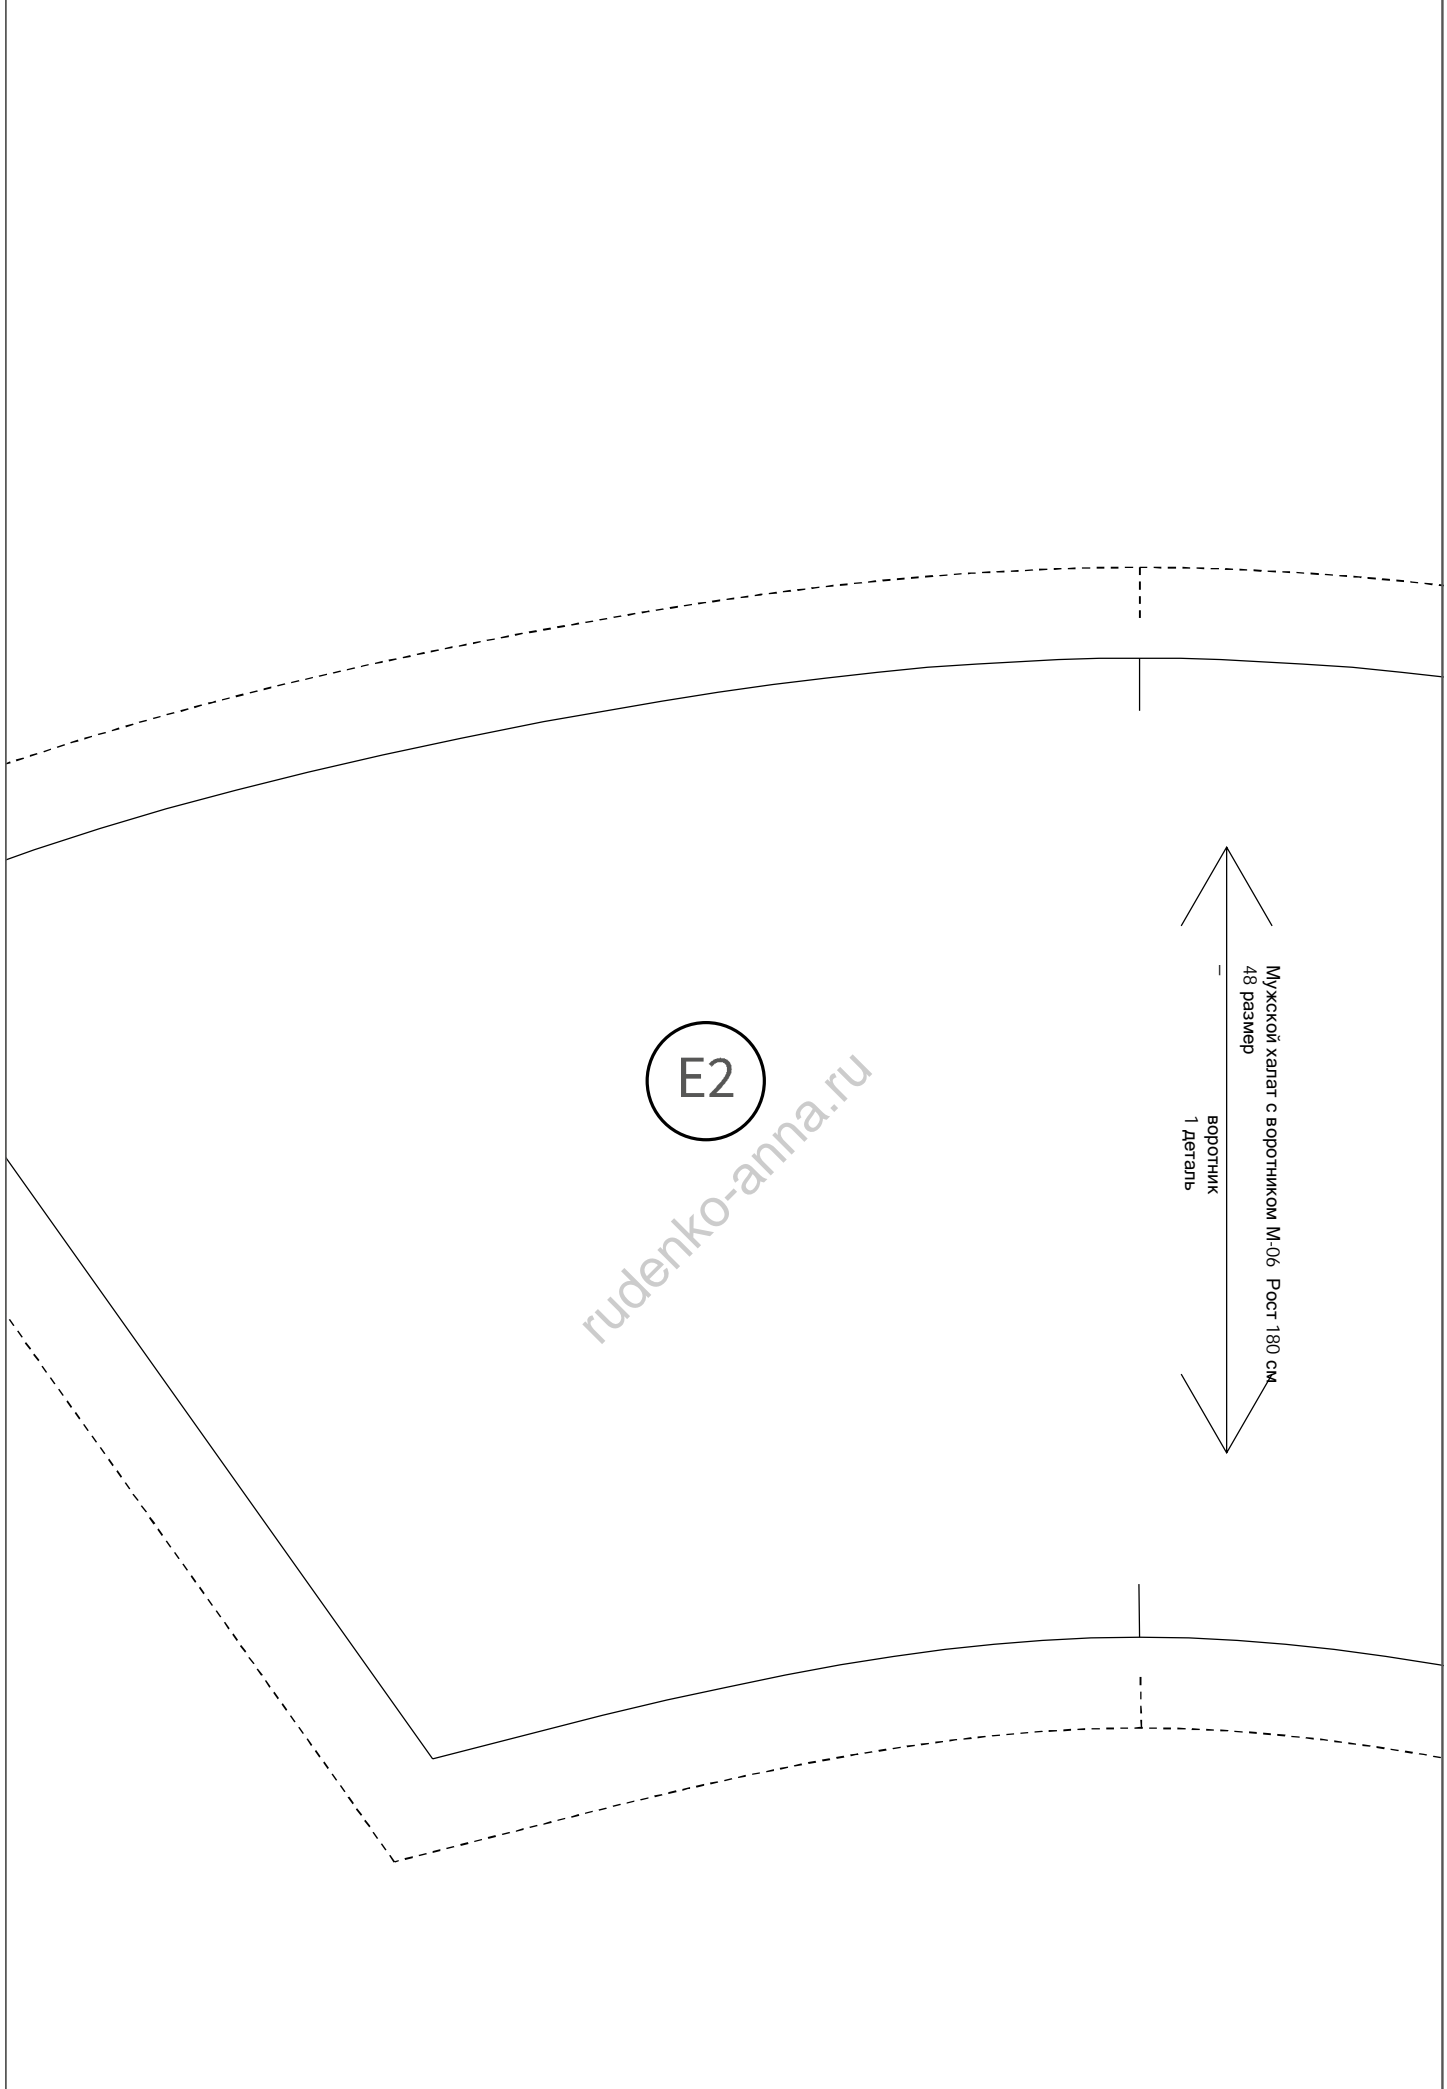 Мужской халат с воротником М-06 Рост 180 см
48 размер
–
воротник
1 деталь
E2
rudenko-anna.ru